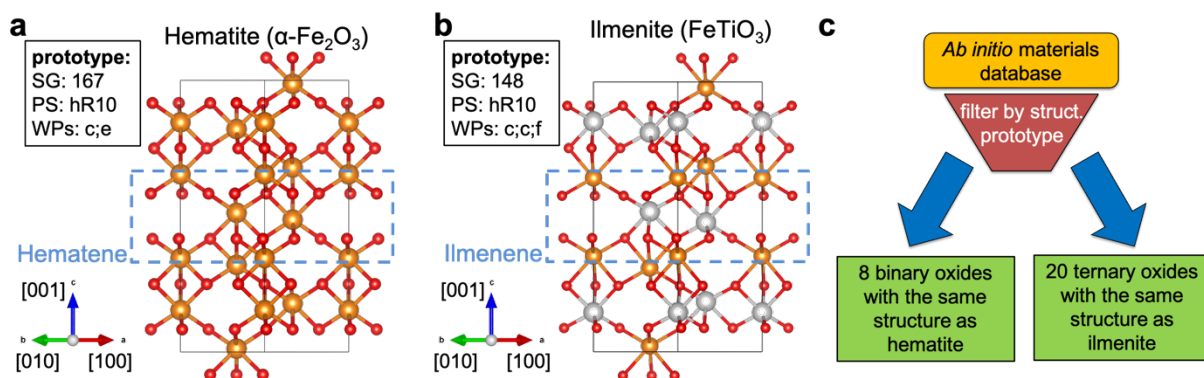 a
Hematite (α-Fe₂O₃)
prototype:
SG: 167
PS: hR10
WPs: c;e
Hematene
[001]
c
b
a
[010]
[100]
b
Ilmenite (FeTiO₃)
prototype:
SG: 148
PS: hR10
WPs: c;c;f
Ilmenene
[001]
c
b
a
[010]
[100]
c
Ab initio materials
database
filter by struct.
prototype
8 binary oxides
with the same
structure as
hematite
20 ternary oxides
with the same
structure as
ilmenite